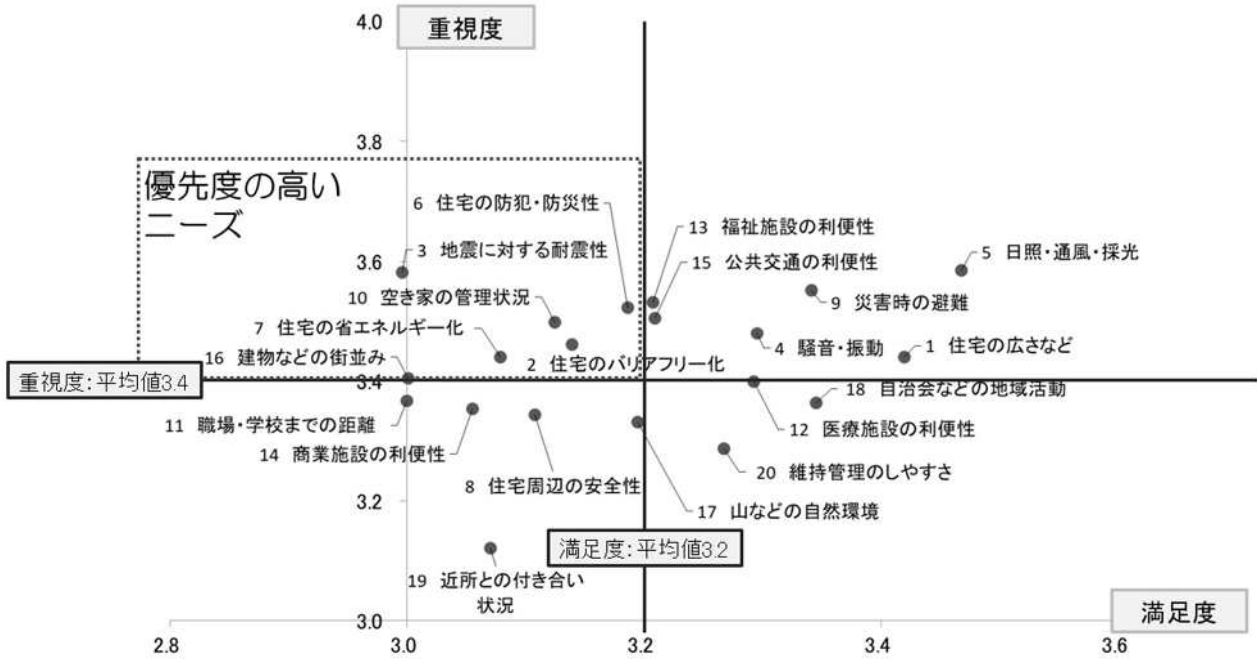 4.0
重視度
3.8
優先度の高い
ニーズ
6 住宅の防犯・防災性
13 福祉施設の利便性
3 地震に対する耐震性
3.6
15 公共交通の利便性
5 日照・通風・採光
10 空き家の管理状況
9 災害時の避難
7 住宅の省エネルギー化
4 騒音・振動
1 住宅の広さなど
16 建物などの街並み
2 住宅のバリアフリー化
重視度:平均値3.4
3.4
18 自治会などの地域活動
11 職場・学校までの距離
12 医療施設の利便性
14 商業施設の利便性
20 維持管理のしやすさ
8 住宅周辺の安全性
3.2
17 山などの自然環境
満足度:平均値3.2
19 近所との付き合い
状況
満足度
3.0
2.8
3.0
3.2
3.4
3.6